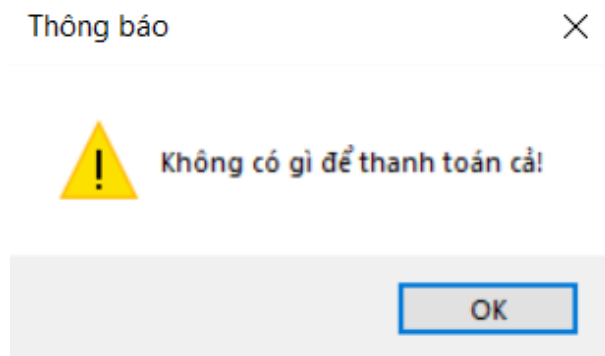 Thông báo
Không có gì để thanh toán cả!
OK